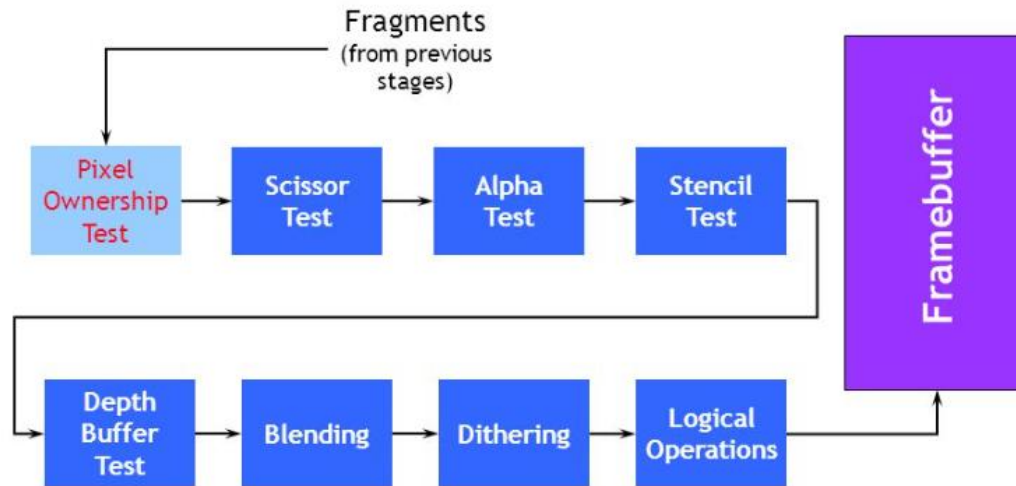 Fragments
(from previous
stages)
Pixel
Ownership
Test
Scissor
Test
Alpha
Test
Stencil
Test
Framebuffer
Depth
Buffer
Test
Blending
Dithering
Logical
Operations